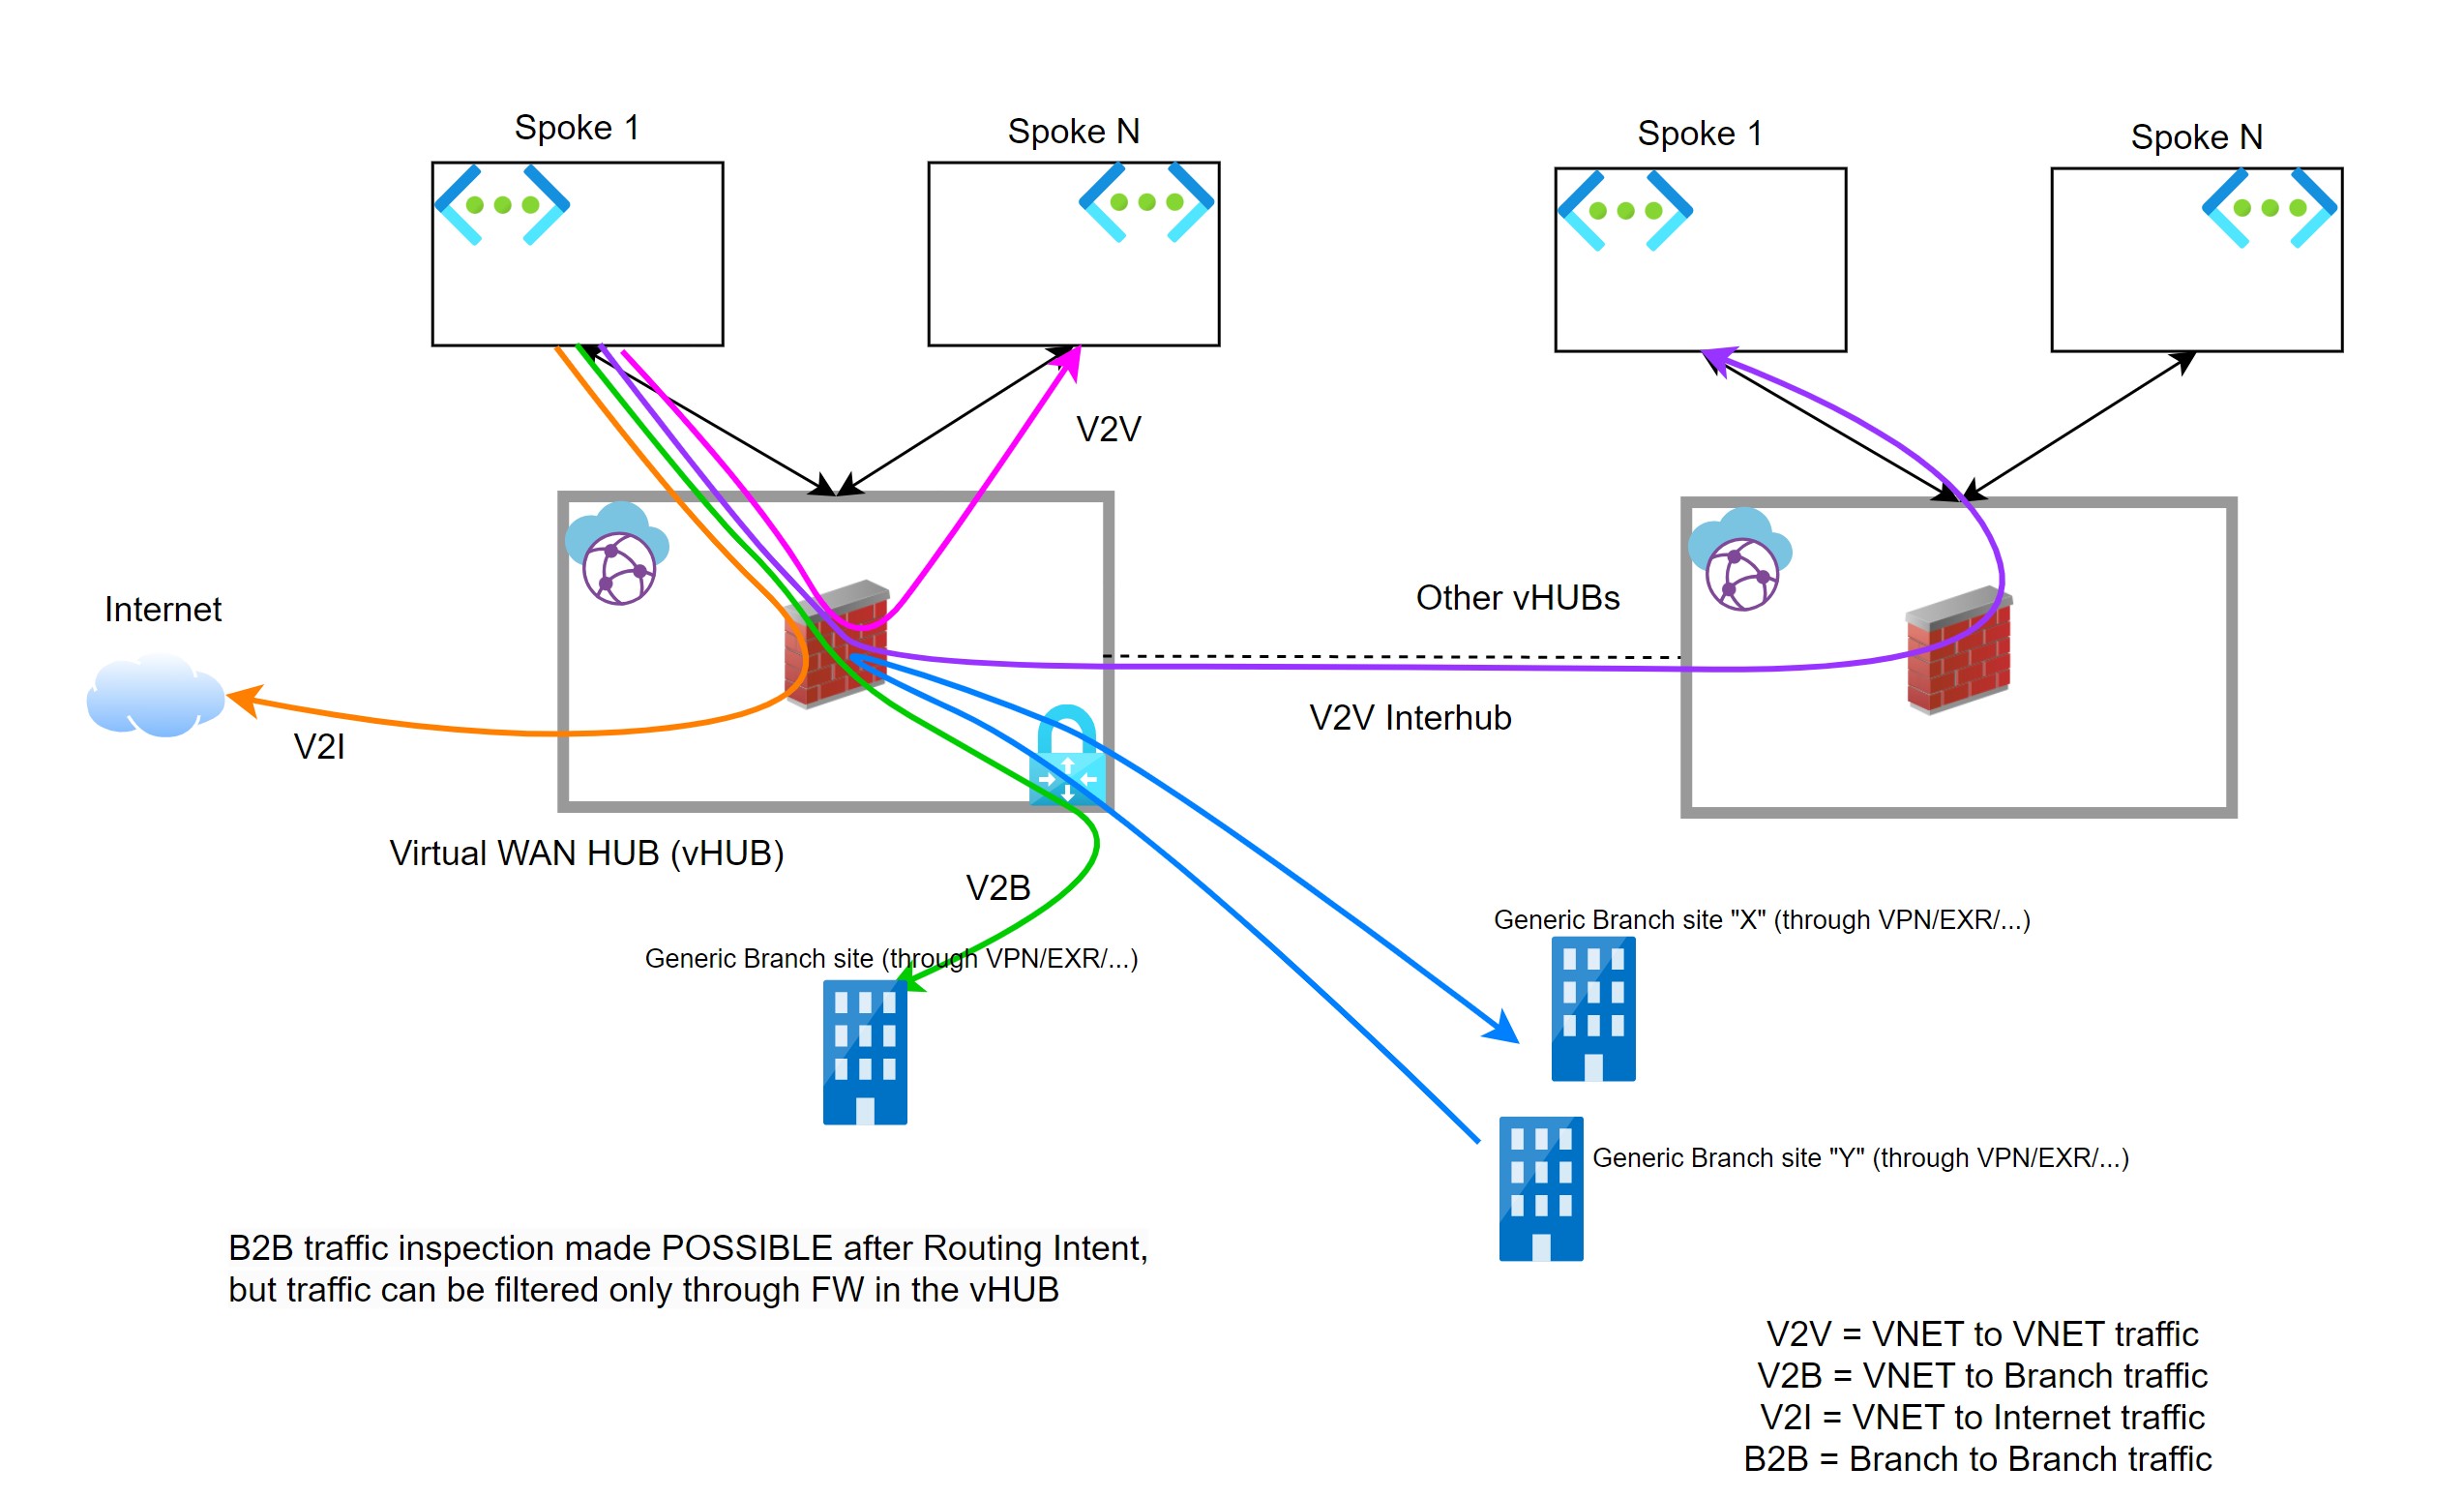 Spoke 1
Spoke N
Spoke 1
Spoke N
V2V
Internet
Other vHUBs
V2I
V2V Interhub
Virtual WAN HUB (vHUB)
V2B
Generic Branch site "X" (through VPN/EXR/...)
Generic Branch site (through VPN/EXR/...)
Generic Branch site "Y" (through VPN/EXR/...)
B2B traffic inspection made POSSIBLE after Routing Intent,
but traffic can be filtered only through FW in the vHUB
V2V = VNET to VNET traffic
V2B = VNET to Branch traffic
V2I = VNET to Internet traffic
B2B = Branch to Branch traffic